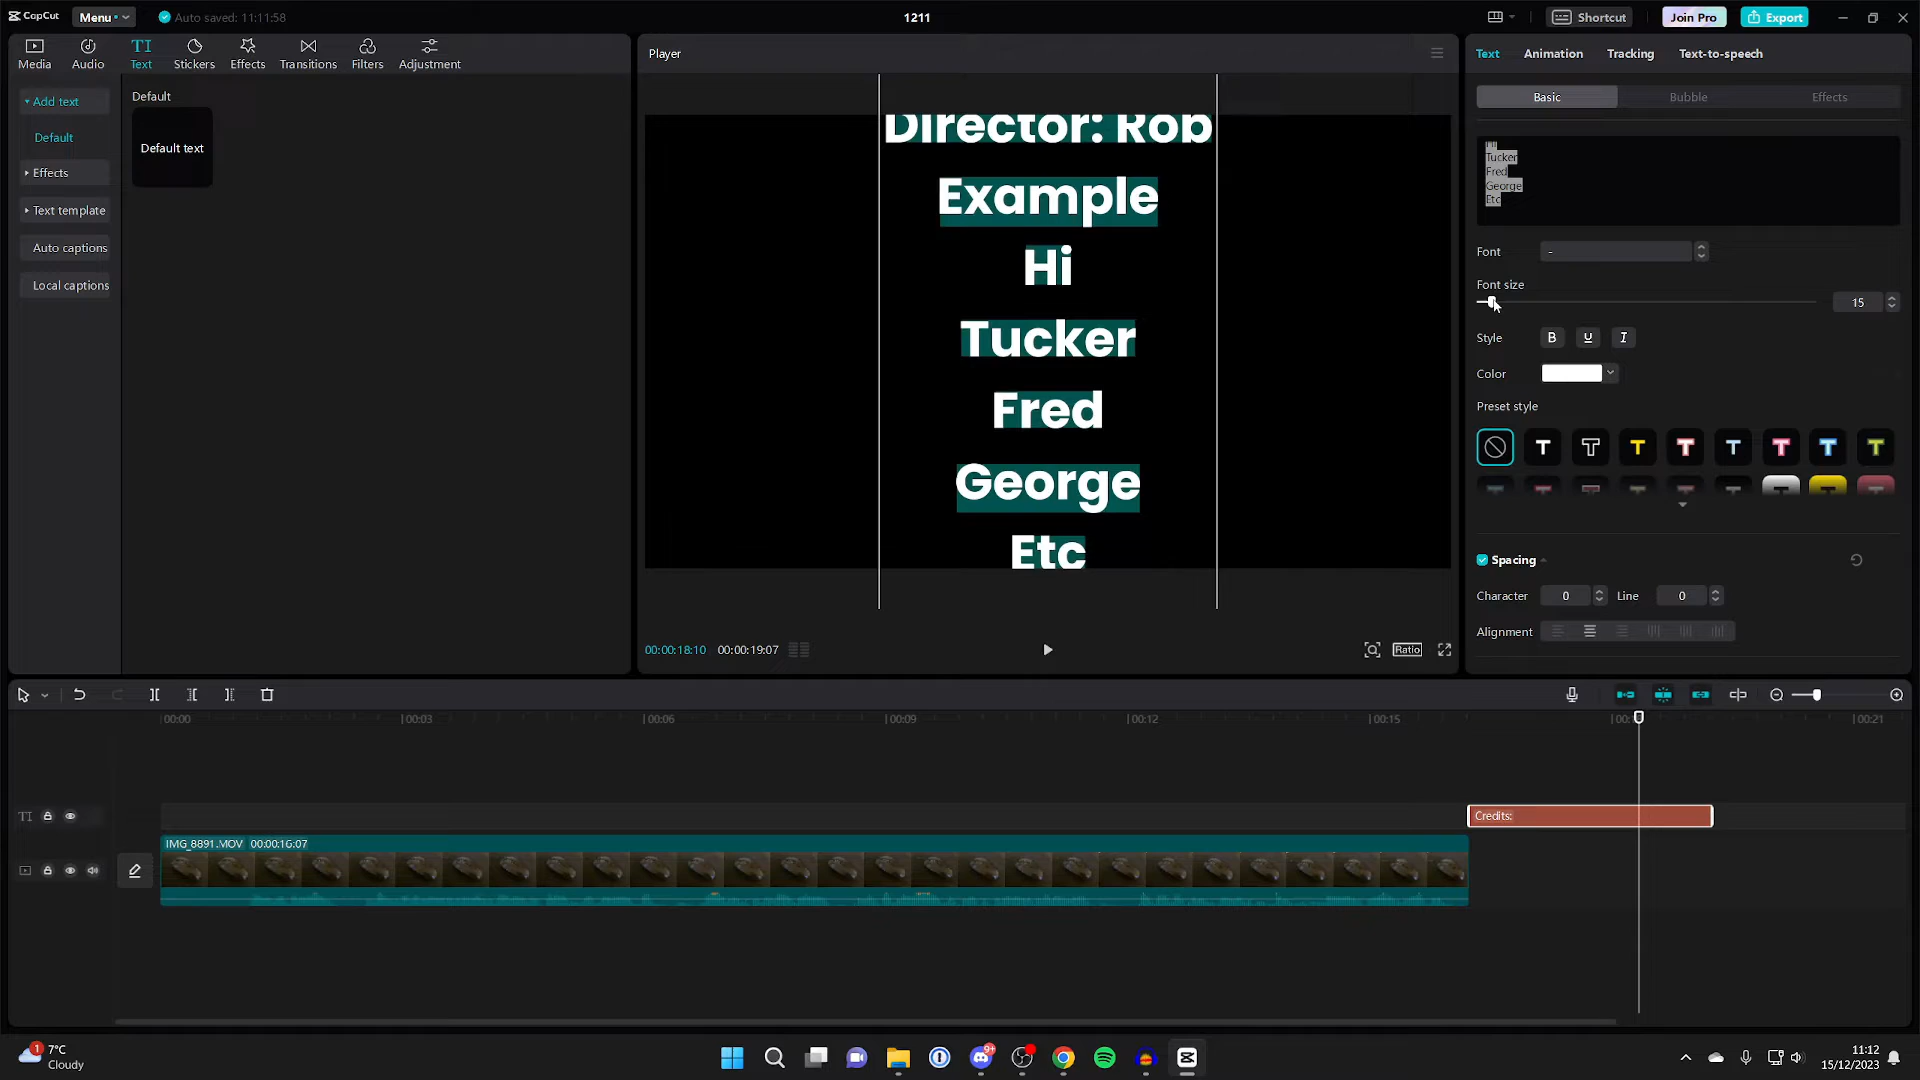 CapCut
Menu
Auto saved: 11:11:58
1211
Shortcut
Join Pro
Export
Media
Audio
TI
Text
Stickers
Effects
Transitions
Filters
Adjustment
Add text
Default
Effects
Text template
Auto captions
Local captions
Default
Default text
Player
Director: Rob
Example
Hi
Tucker
Fred
George
Etc
00:00:18:10
00:00:19:07
Ratio
Text
Animation
Tracking
Text-to-speech
Basic
Bubble
Effects
Hi
Tucker
Fred
George
Etc
Font
-
Font size
15
Style
B U I
Color
Preset style
T T T T T T T T
Spacing
Character 0 Line 0
Alignment
00:00
00:03
00:06
00:09
00:12
00:15
00:21
TI
Credits:
IMG_8891.MOV 00:00:16:07
1
7°C
Cloudy
9+
11:12
15/12/2023